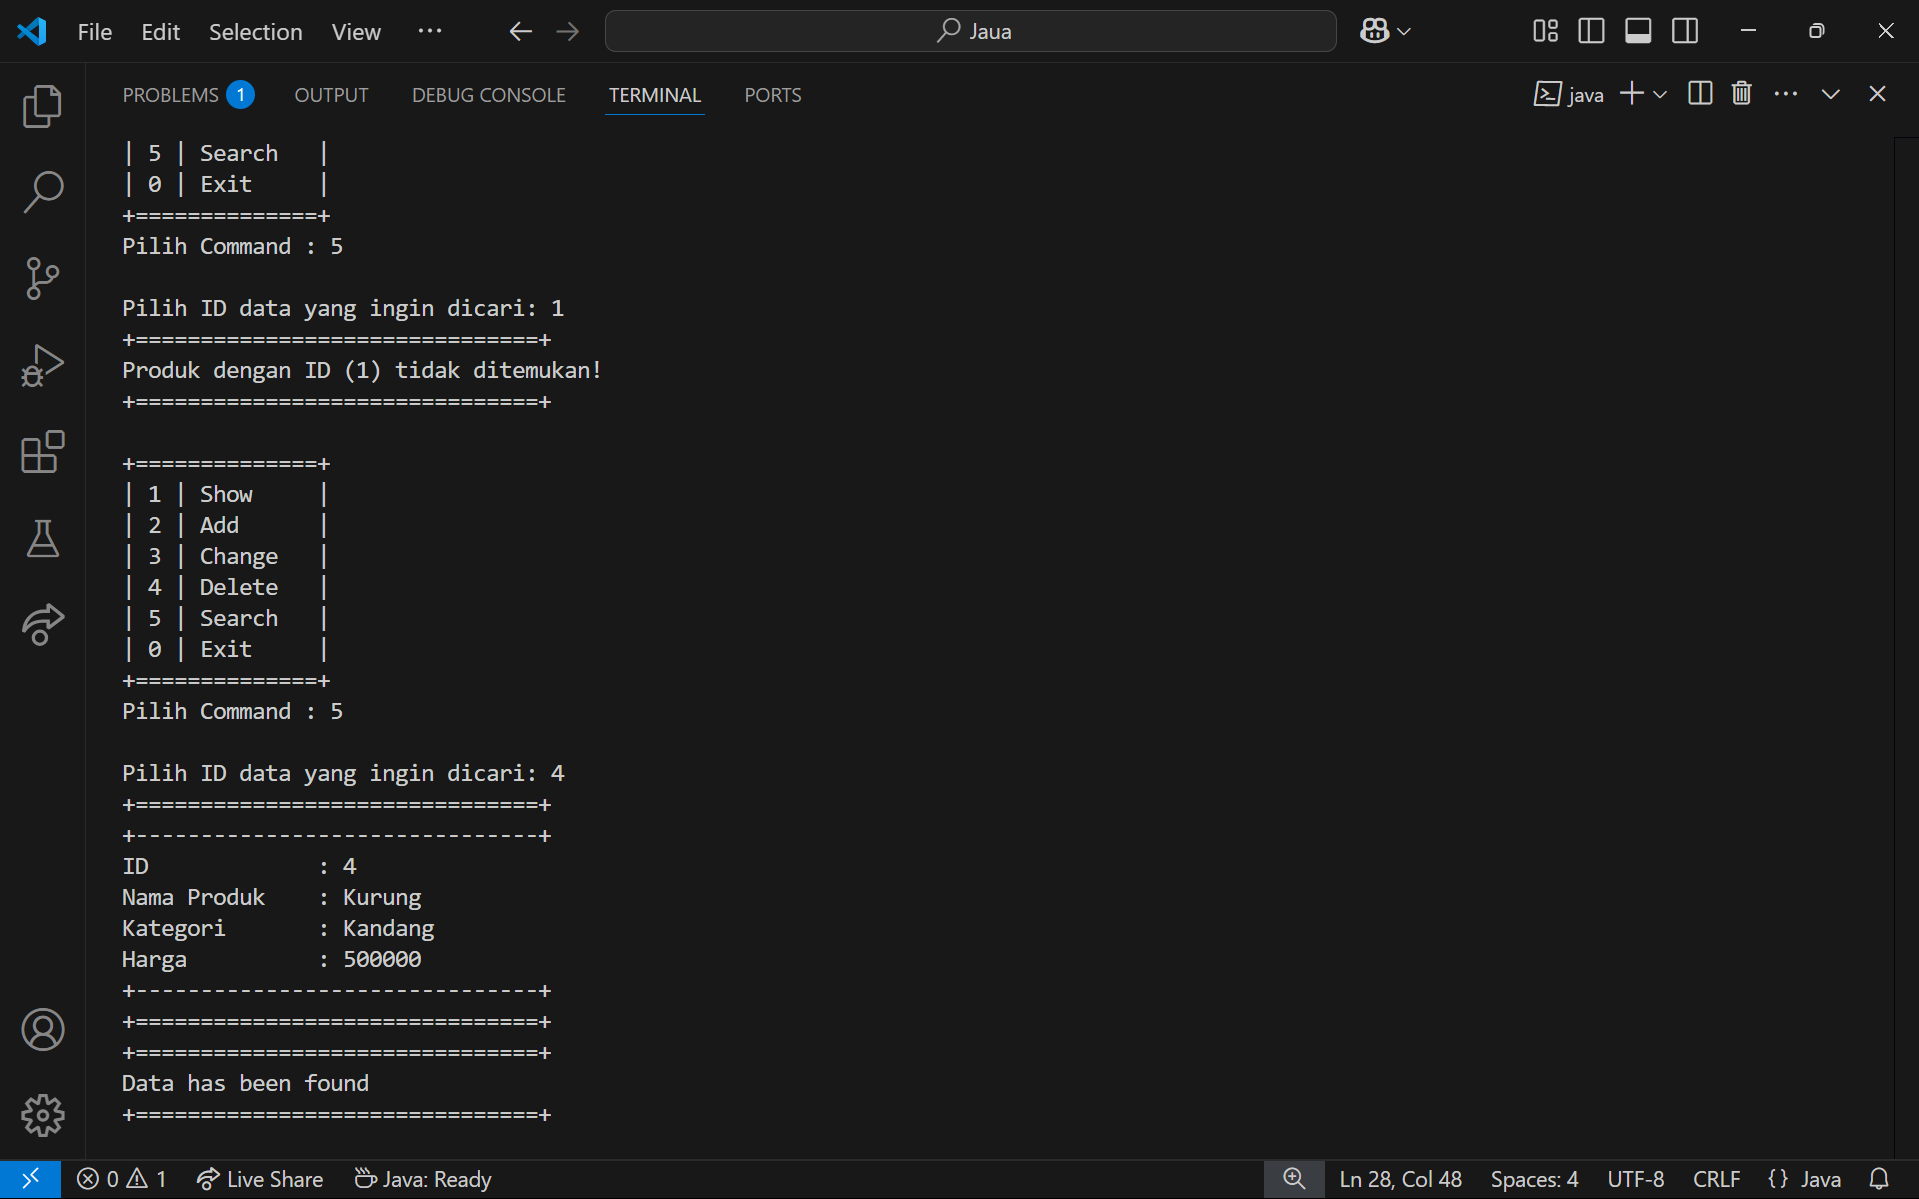 File Edit Selection View ··· Jaua
PROBLEMS 1 OUTPUT DEBUG CONSOLE TERMINAL PORTS java
| 5 | Search   |
| 0 | Exit     |
+==============+
Pilih Command : 5
Pilih ID data yang ingin dicari: 1
+===============================+
Produk dengan ID (1) tidak ditemukan!
+===============================+
+==============+
| 1 | Show     |
| 2 | Add      |
| 3 | Change   |
| 4 | Delete   |
| 5 | Search   |
| 0 | Exit     |
+==============+
Pilih Command : 5
Pilih ID data yang ingin dicari: 4
+===============================+
+-------------------------------+
ID             : 4
Nama Produk    : Kurung
Kategori       : Kandang
Harga          : 500000
+-------------------------------+
+===============================+
+===============================+
Data has been found
+===============================+
0 1 Live Share Java: Ready Ln 28, Col 48 Spaces: 4 UTF-8 CRLF {} Java